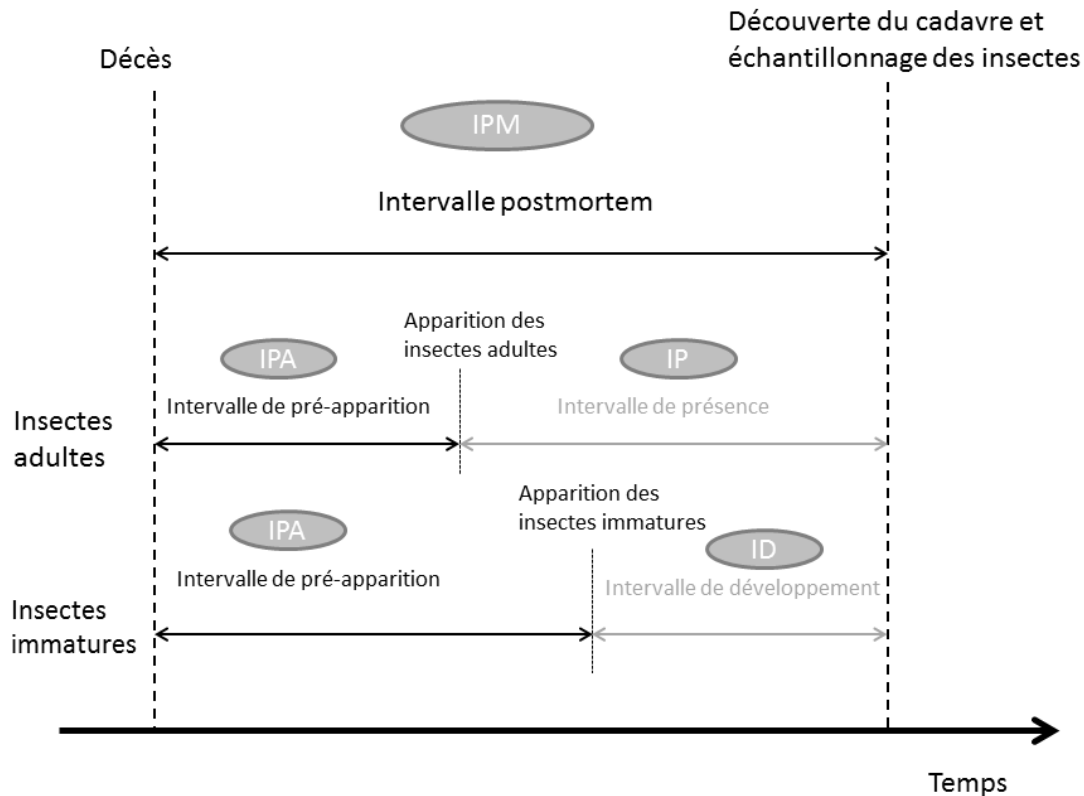 Décès
Découverte du cadavre et
échantillonnage des insectes
IPM
Intervalle postmortem
Apparition des
insectes adultes
IPA
IP
Intervalle de pré-apparition
Intervalle de présence
Insectes
adultes
Apparition des
insectes immatures
IPA
ID
Intervalle de pré-apparition
Intervalle de développement
Insectes
immatures
Temps